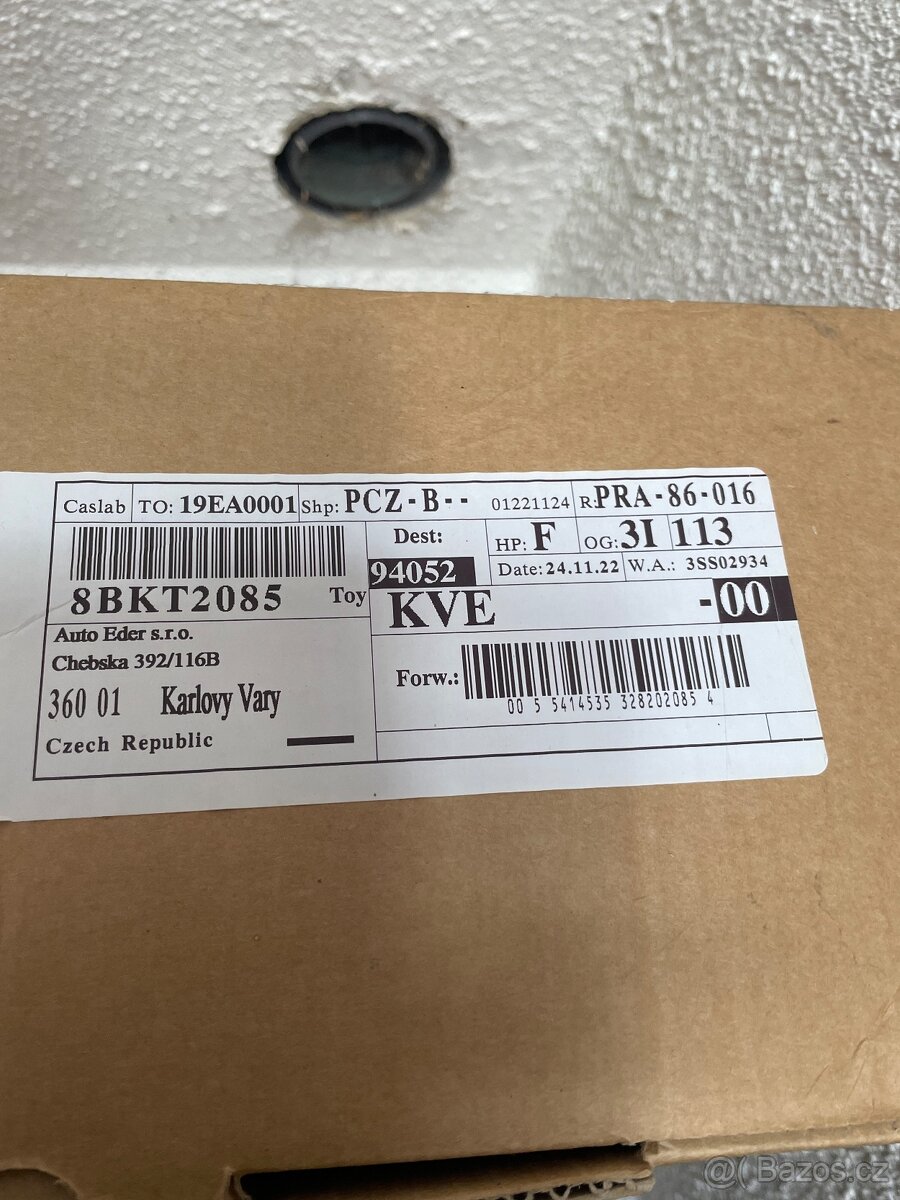 Caslab TO: 19EA0001 Shp: PCZ-B-- 01221124 R: PRA-86-016
Dest: HP: F OG: 3I 113
94052 Date: 24.11.22 W.A.: 3SS02934
8BKT2085 Toy KVE -00
Auto Eder s.r.o.
Chebska 392/116B
Forw.:
00 5 5414535 328202085 4
360 01 Karlovy Vary
Czech Republic
@( Bazos.cz